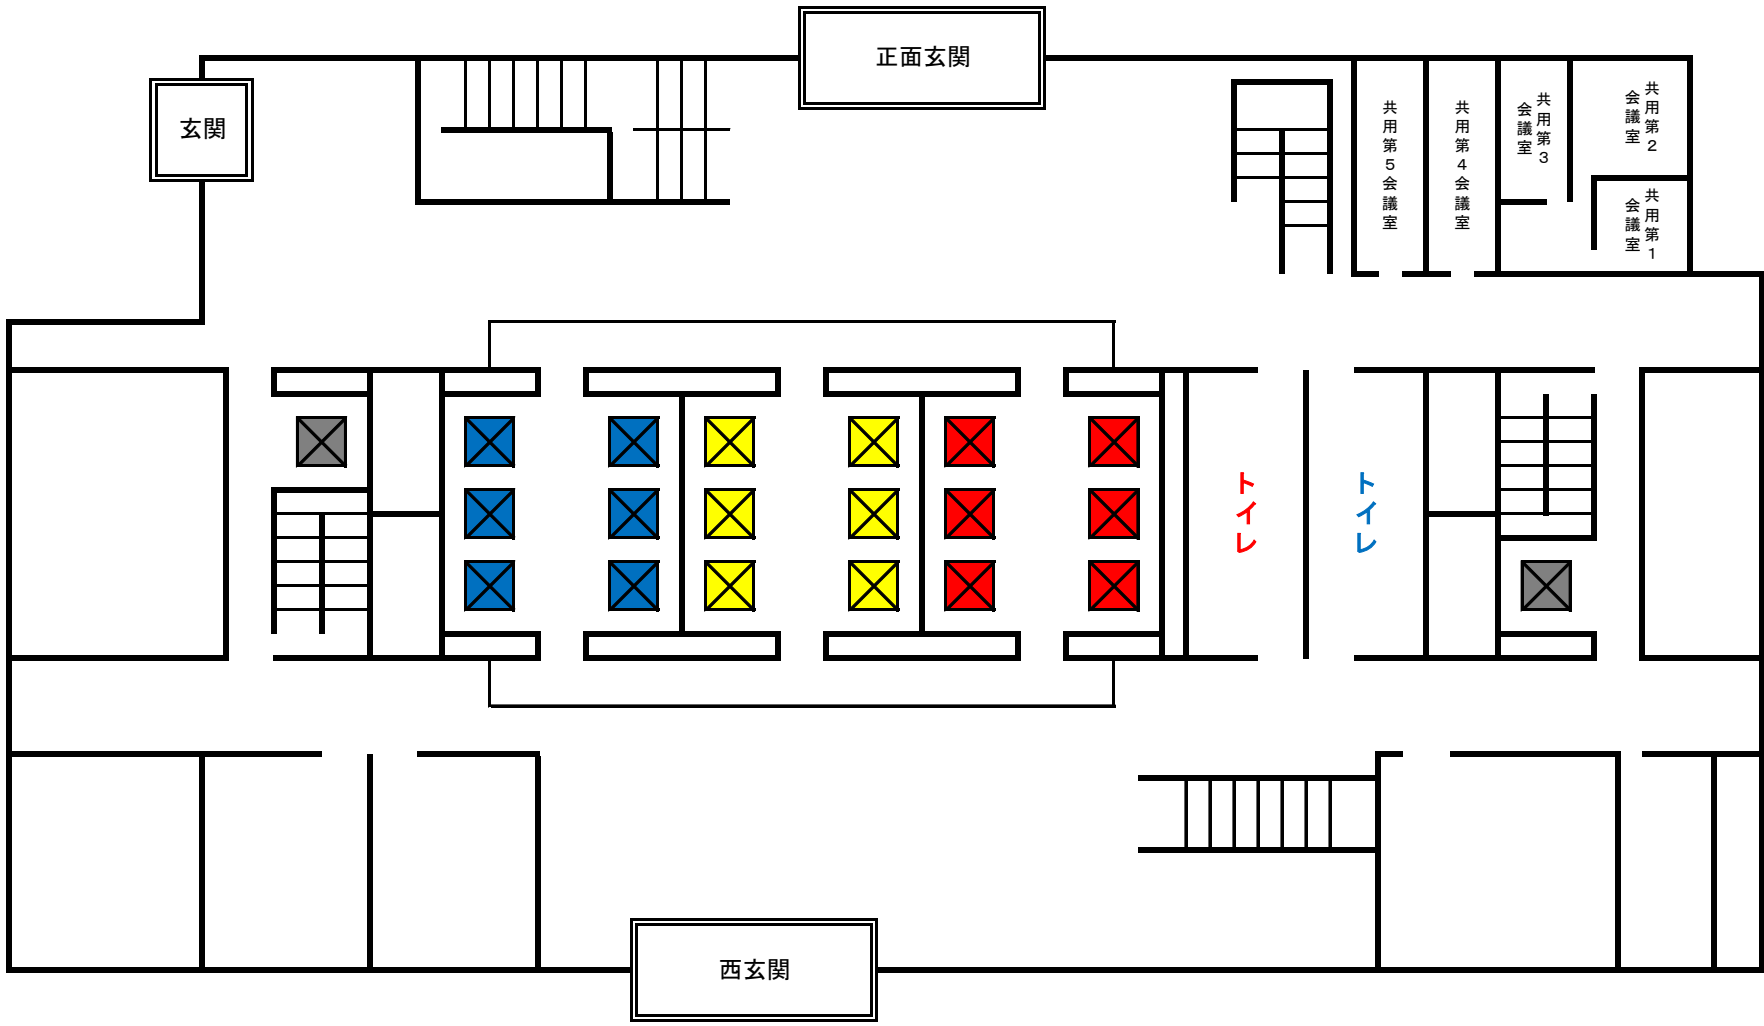 正面玄関
玄関
共用第5会議室
共用第4会議室
共用第3
会議室
共用第2
会議室
共用第1
会議室
トイレ
トイレ
西玄関